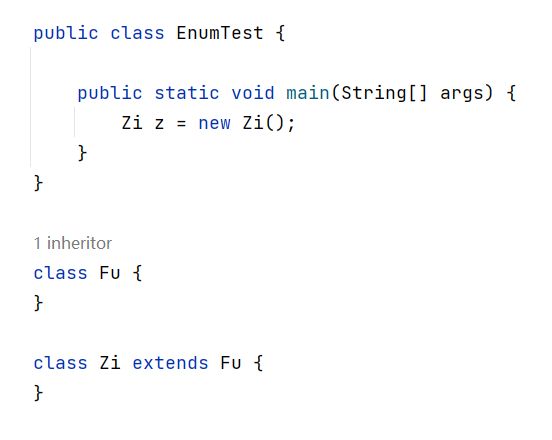 public class EnumTest {
public static void main(String[] args) {
Zi z = new Zi();
}
}
1 inheritor
class Fu {
}
class Zi extends Fu {
}